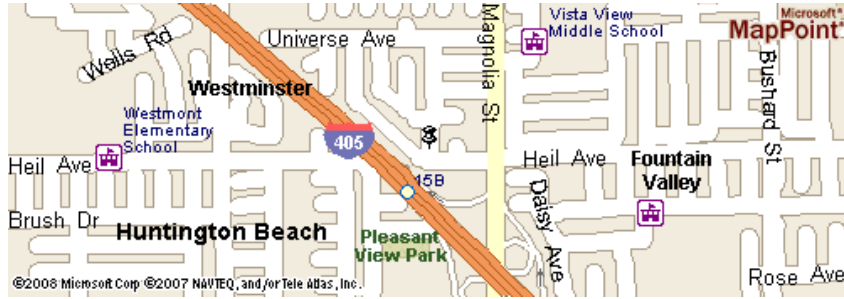 Wells Rd
Universe Ave
Magnolia St
Vista View
Middle School
Microsoft®
MapPoint®
Westminster
Bushard St
Westmont
Elementary
School
405
Heil Ave
Heil Ave
Fountain
Valley
15B
Daisy Ave
Brush Dr
Huntington Beach
Pleasant
View Park
Rose Ave
©2008 Microsoft Corp ©2007 NAVTEQ, and/or Tele Atlas, Inc.